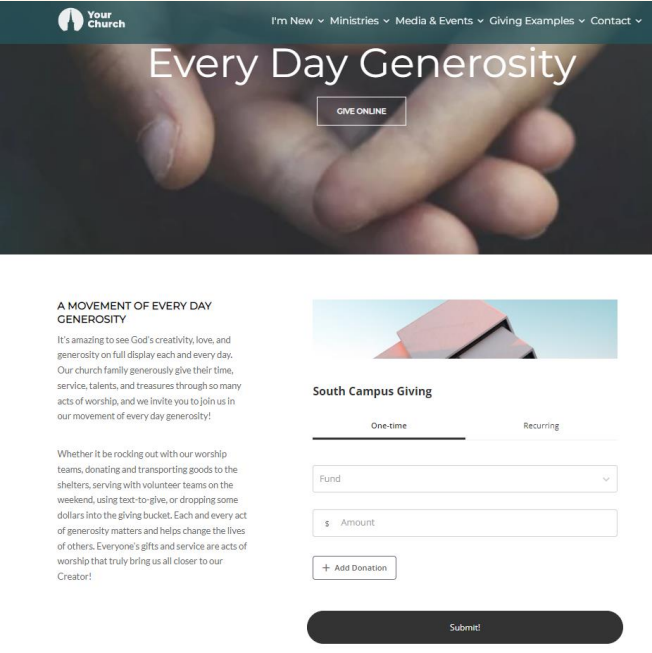 Your
Church
I'm New Ministries Media & Events Giving Examples Contact
Every Day Generosity
GIVE ONLINE
A MOVEMENT OF EVERY DAY
GENEROSITY
It's amazing to see God's creativity, love, and
generosity on full display each and every day.
Our church family generously give their time,
service, talents, and treasures through so many
acts of worship, and we invite you to join us in
our movement of every day generosity!
Whether it be rocking out with our worship
teams, donating and transporting goods to the
shelters, serving with volunteer teams on the
weekend, using text-to-give, or dropping some
dollars into the giving bucket. Each and every act
of generosity matters and helps change the lives
of others. Everyone's gifts and service are acts of
worship that truly bring us all closer to our
Creator!
South Campus Giving
One-time Recurring
Fund
$ Amount
+ Add Donation
Submit!